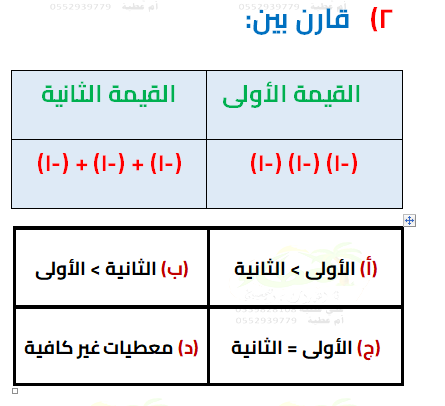 ٢) قارن بين:
القيمة الأولى
القيمة الثانية
(-١) (-١) (-١)
(-١) + (-١) + (-١)
(أ) الأولى > الثانية
(ب) الثانية > الأولى
(ج) الأولى = الثانية
(د) معطيات غير كافية
أم عطية 0552939779